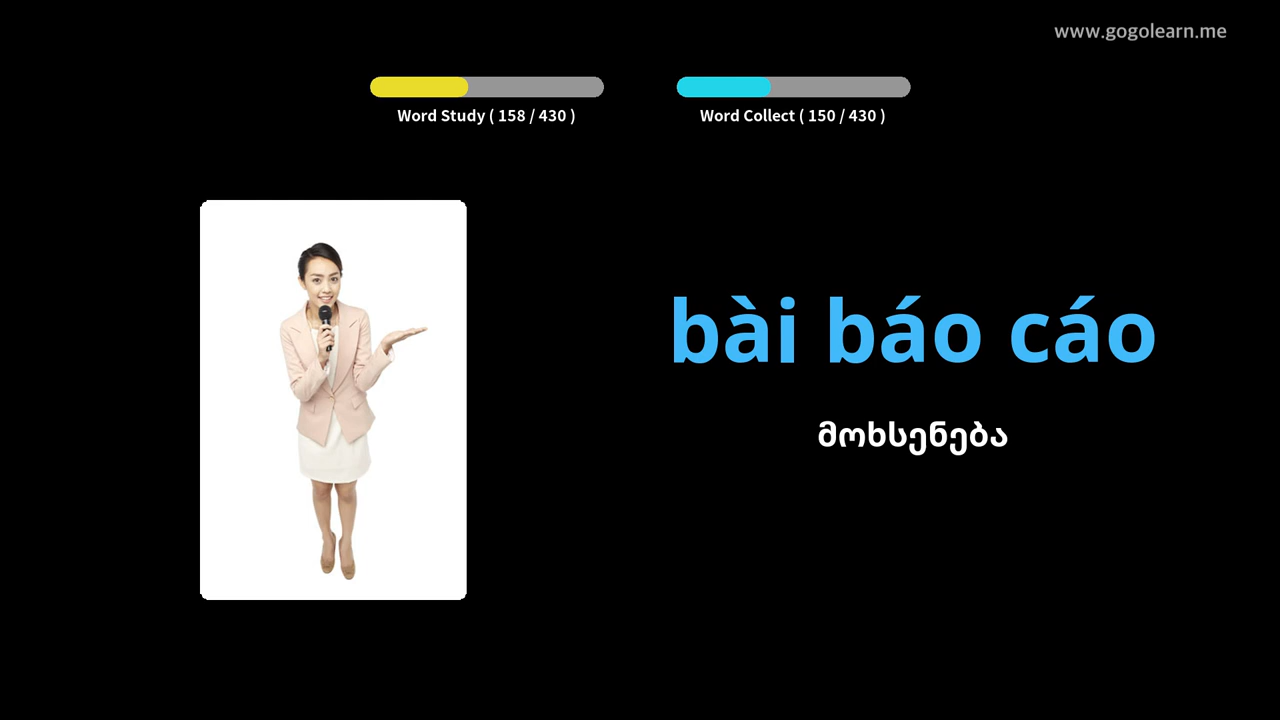 www.gogolearn.me
Word Study ( 158 / 430 )
Word Collect ( 150 / 430 )
bài báo cáo
მოხსენება